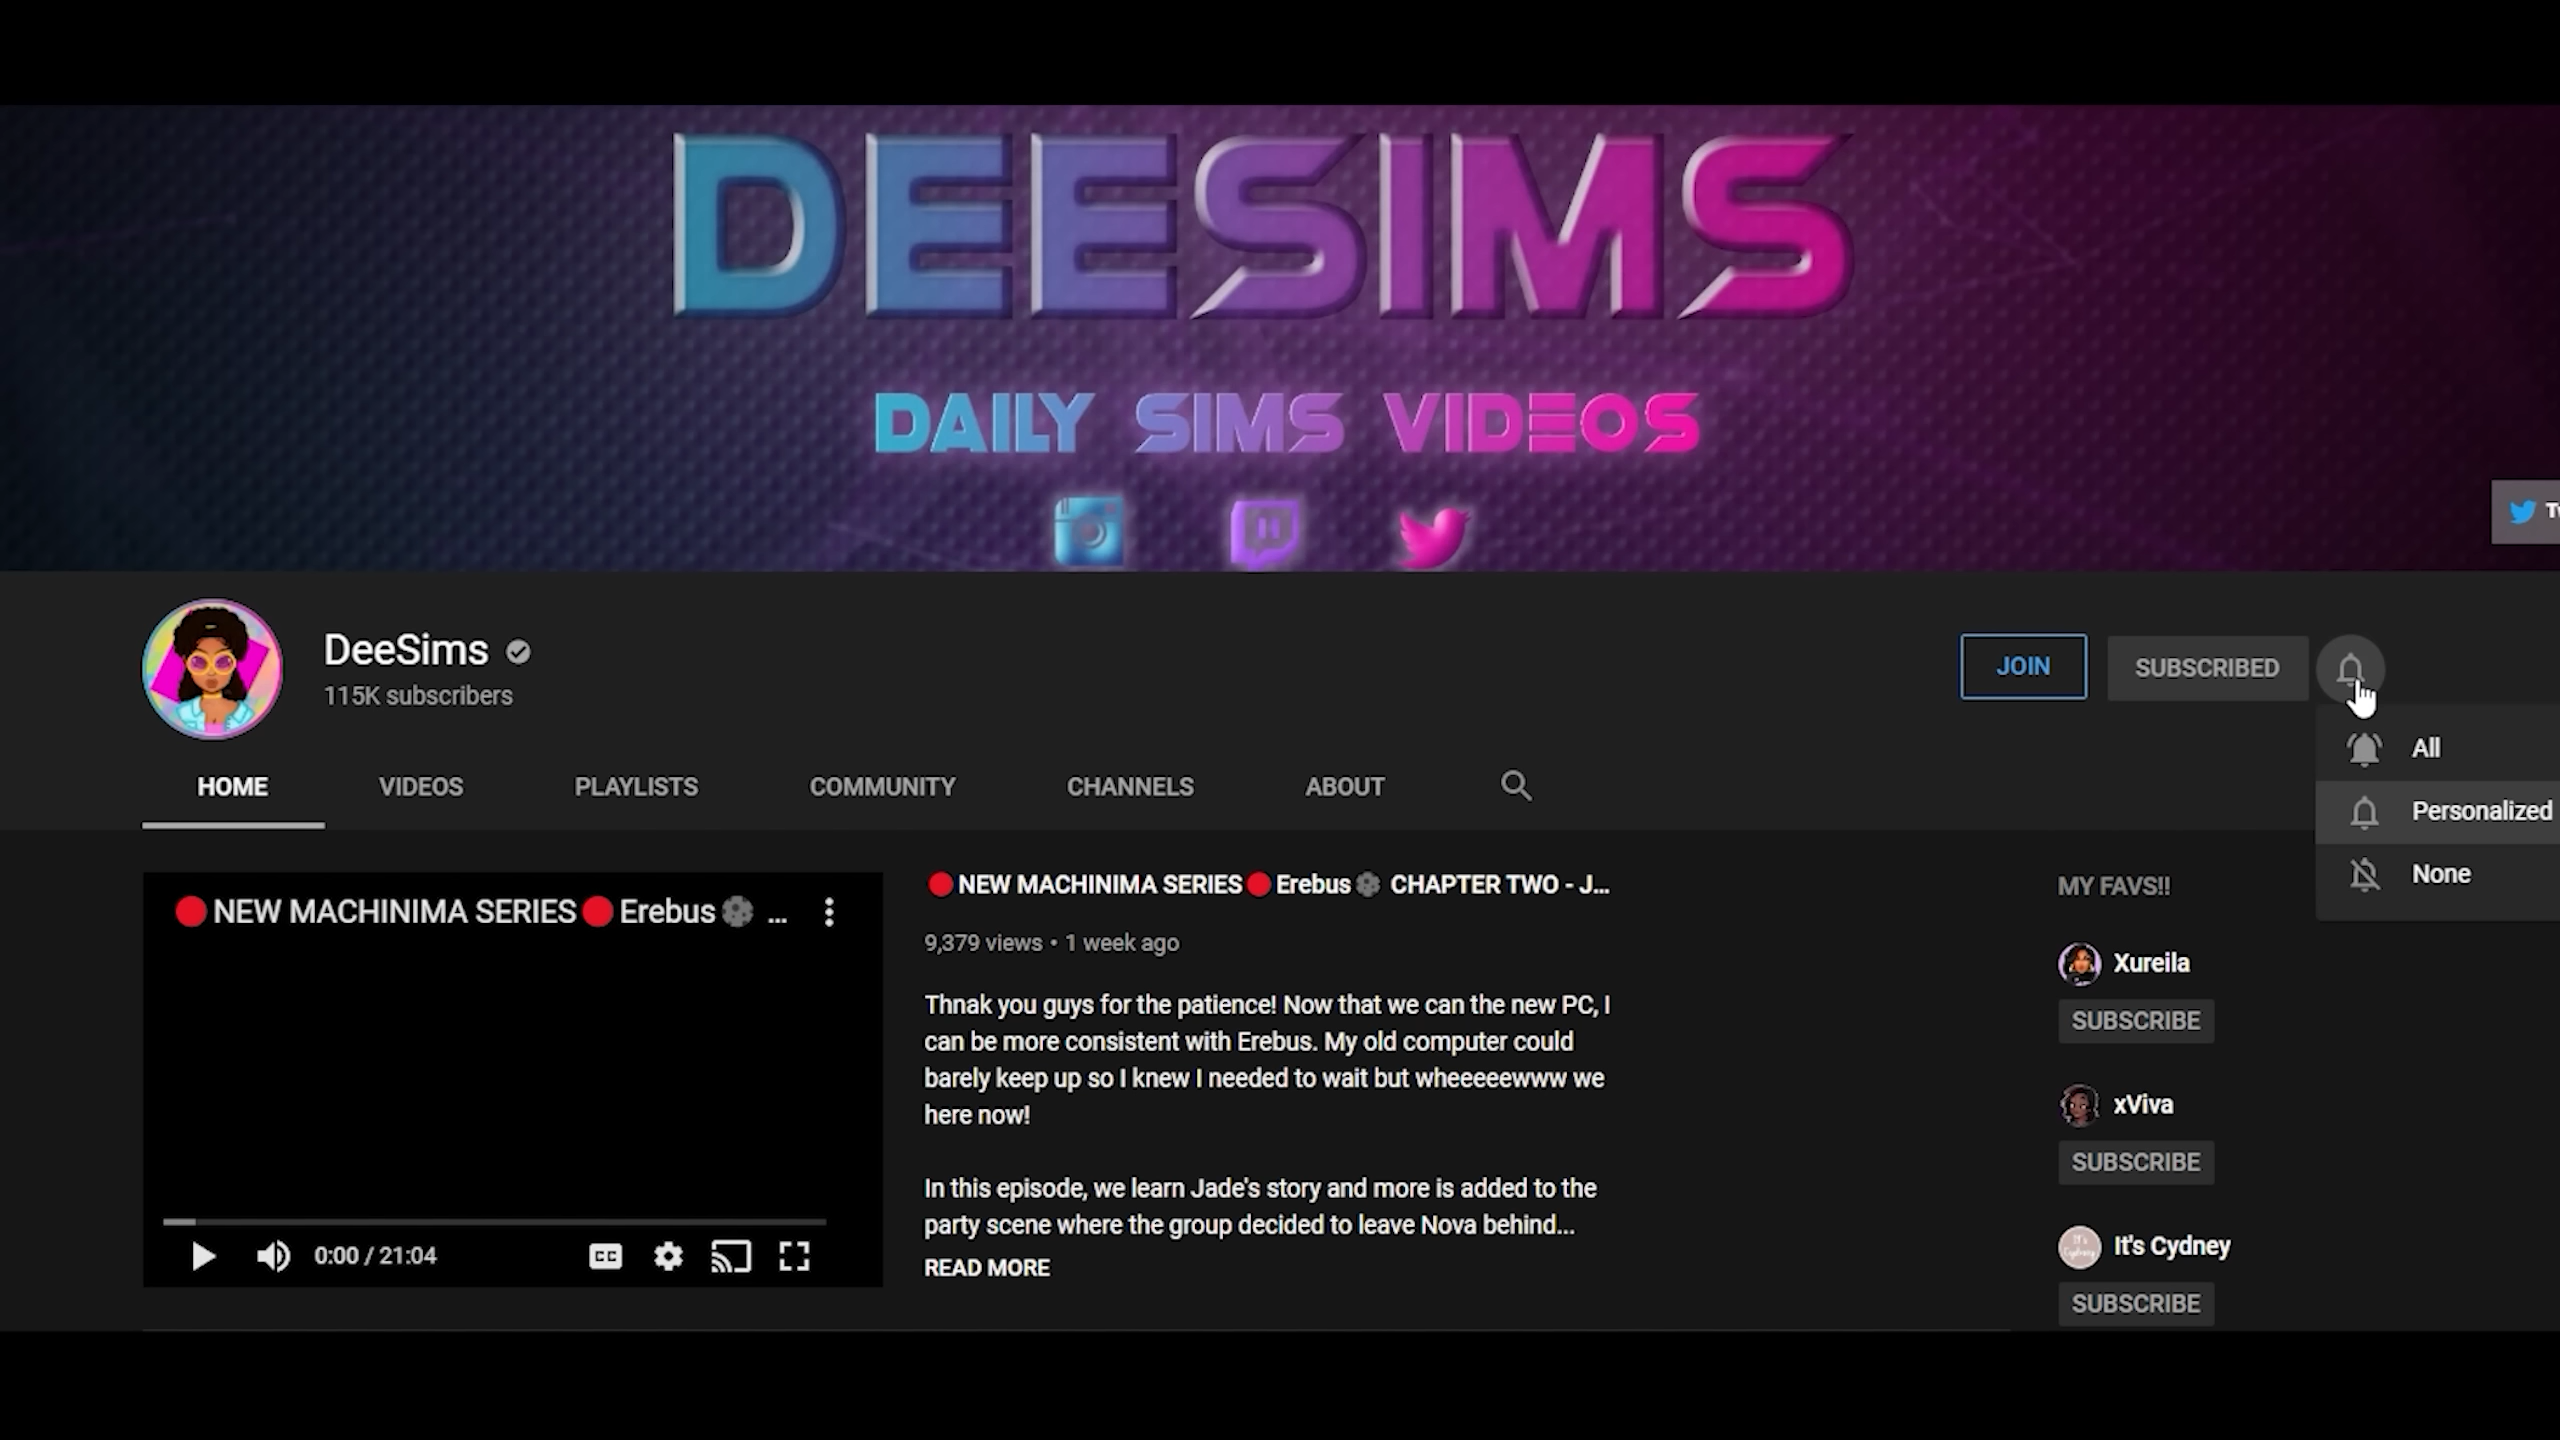 DEESIMS
DAILY SIMS VIDEOS
DeeSims
115K subscribers
JOIN
SUBSCRIBED
All
Personalized
None
HOME
VIDEOS
PLAYLISTS
COMMUNITY
CHANNELS
ABOUT
NEW MACHINIMA SERIES Erebus ...
0:00 / 21:04
CC
NEW MACHINIMA SERIES Erebus CHAPTER TWO - J...
9,379 views • 1 week ago
Thnak you guys for the patience! Now that we can the new PC, I
can be more consistent with Erebus. My old computer could
barely keep up so I knew I needed to wait but wheeeeewww we
here now!
In this episode, we learn Jade's story and more is added to the
party scene where the group decided to leave Nova behind...
READ MORE
MY FAVS!!
Xureila
SUBSCRIBE
xViva
SUBSCRIBE
It's Cydney
SUBSCRIBE